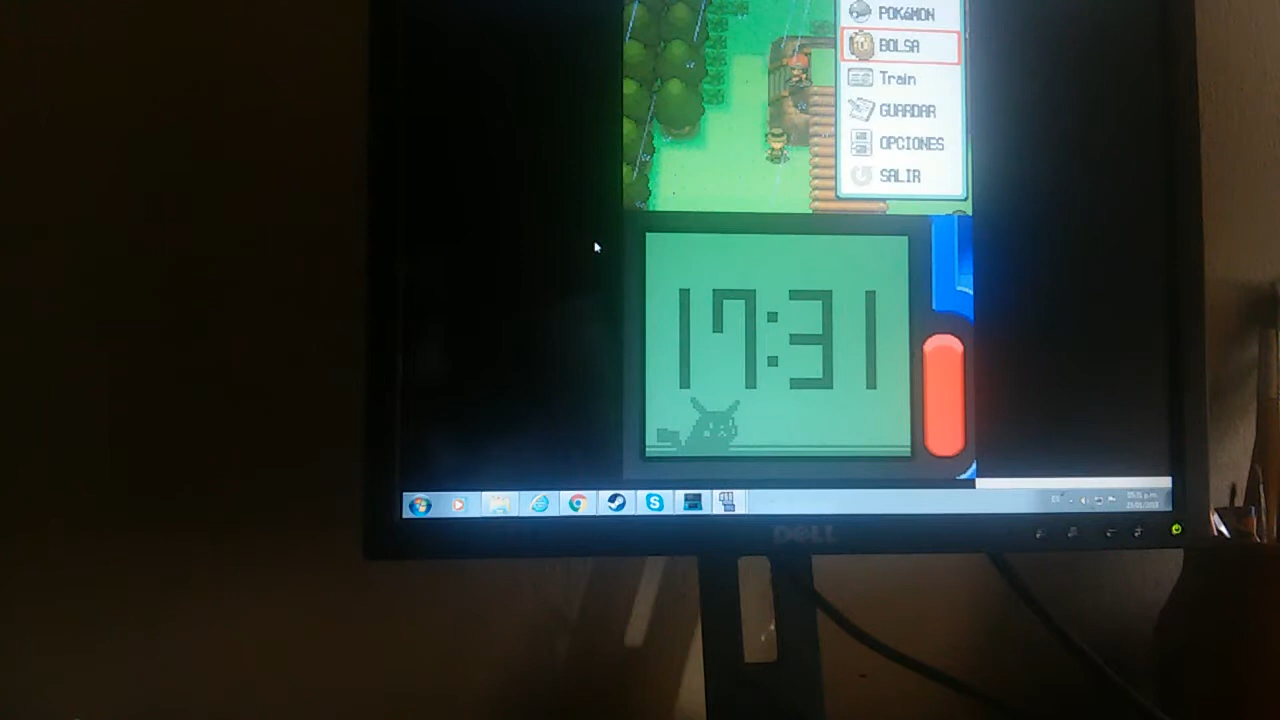 POKéMON
BOLSA
Train
GUARDAR
OPCIONES
SALIR
17:31
DELL